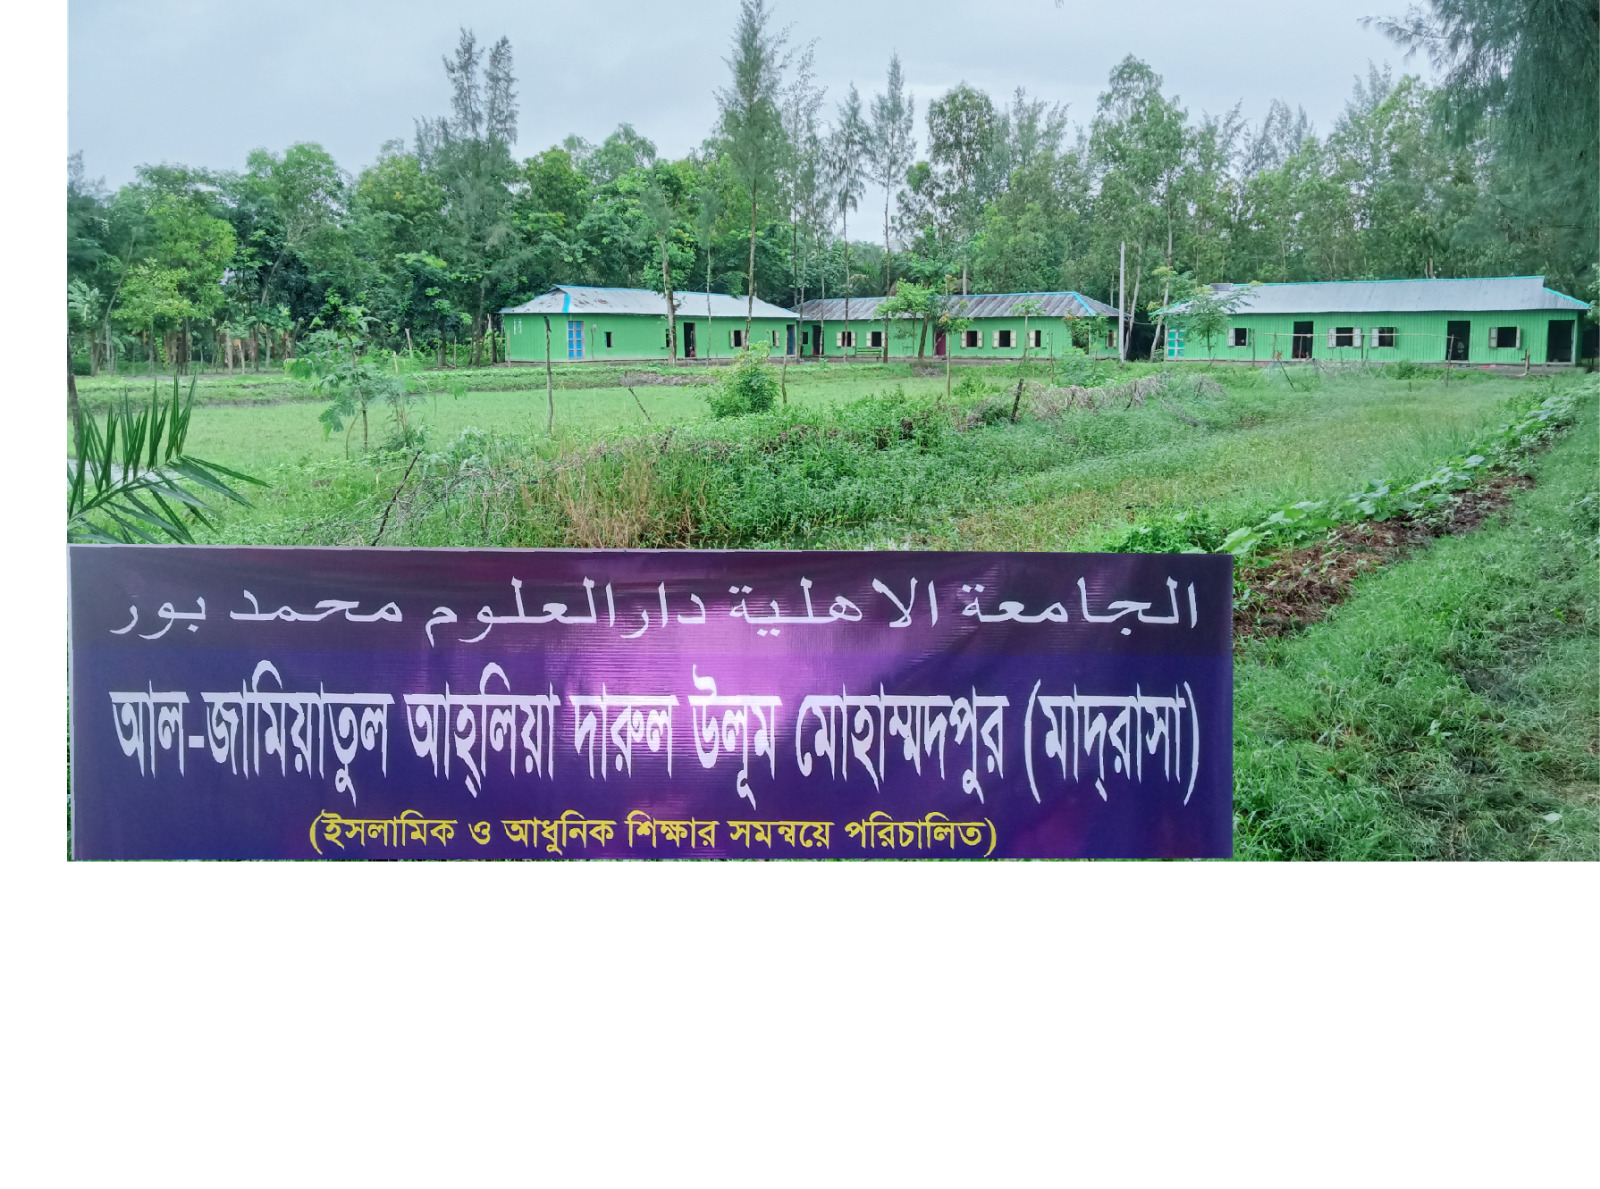 الجامعة الاهلية دارالعلوم محمد بور
আল-জামিয়াতুল আহ্‌লিয়া দারুল উলূম মোহাম্মদপুর (মাদ্‌রাসা)
(ইসলামিক ও আধুনিক শিক্ষার সমন্বয়ে পরিচালিত)